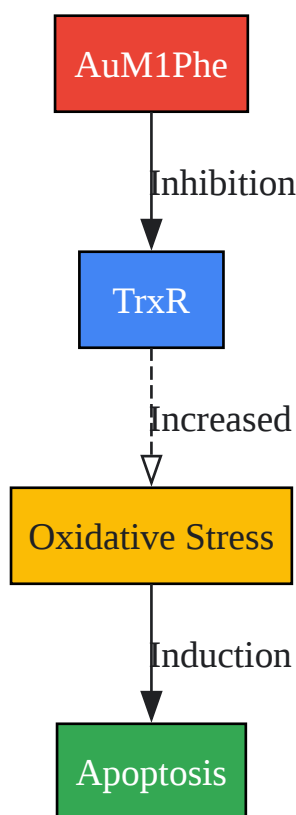 AuM1Phe
Inhibition
TrxR
Increased
Oxidative Stress
Induction
Apoptosis